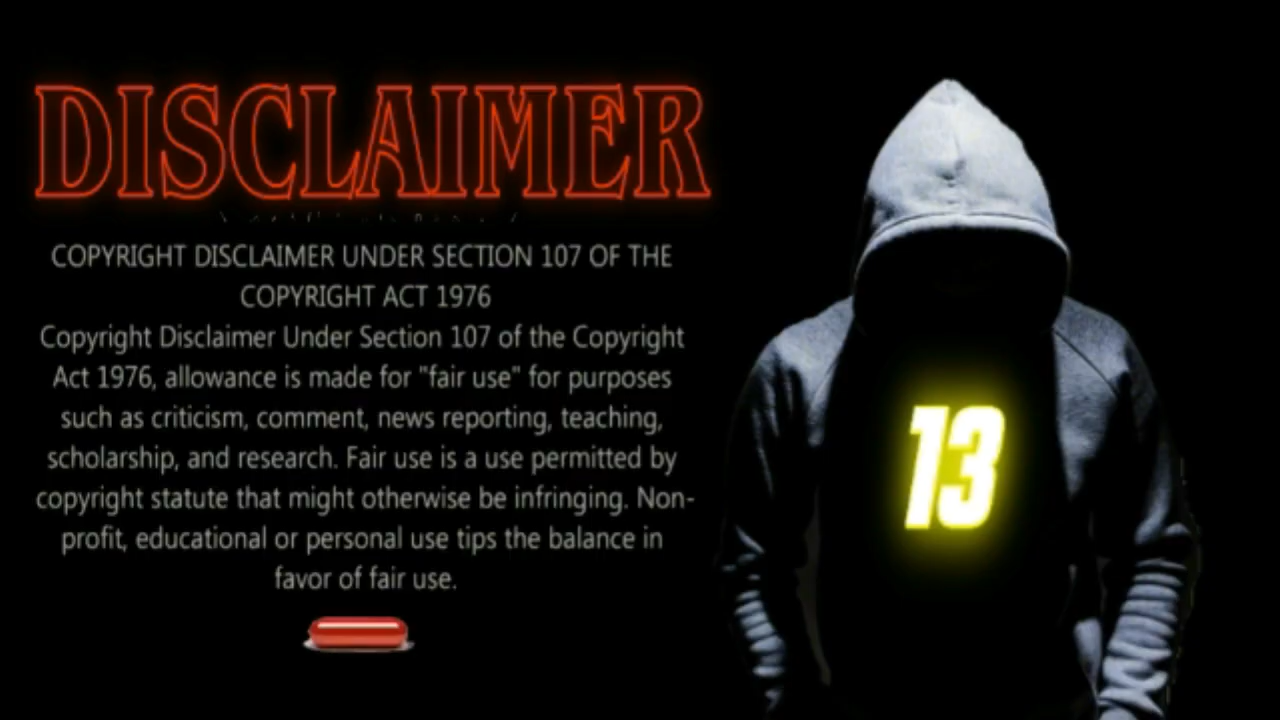 DISCLAIMER
COPYRIGHT DISCLAIMER UNDER SECTION 107 OF THE
COPYRIGHT ACT 1976
Copyright Disclaimer Under Section 107 of the Copyright
Act 1976, allowance is made for "fair use" for purposes
such as criticism, comment, news reporting, teaching,
scholarship, and research. Fair use is a use permitted by
copyright statute that might otherwise be infringing. Non-
profit, educational or personal use tips the balance in
favor of fair use.
13